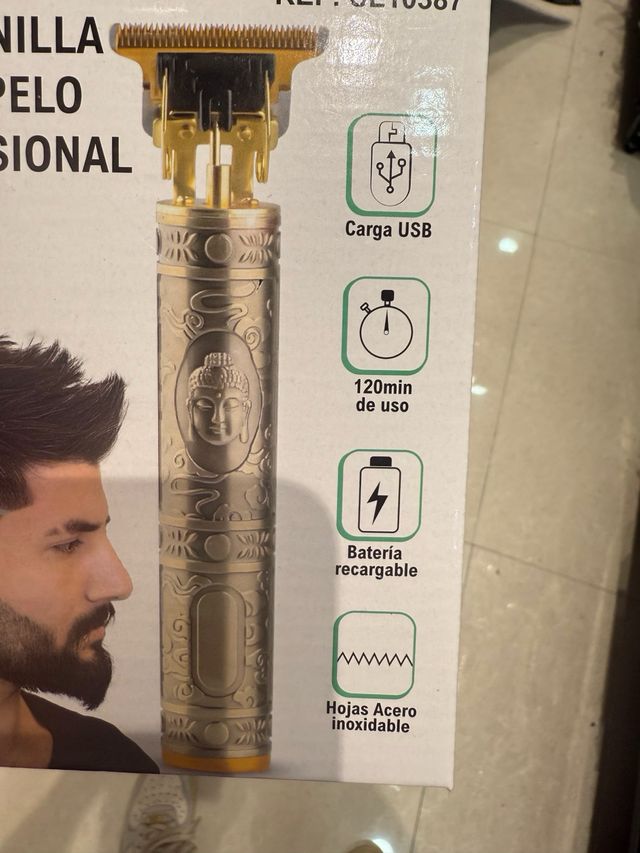 NILLA
PELO
SIONAL
Carga USB
120min
de uso
Batería
recargable
Hojas Acero
inoxidable